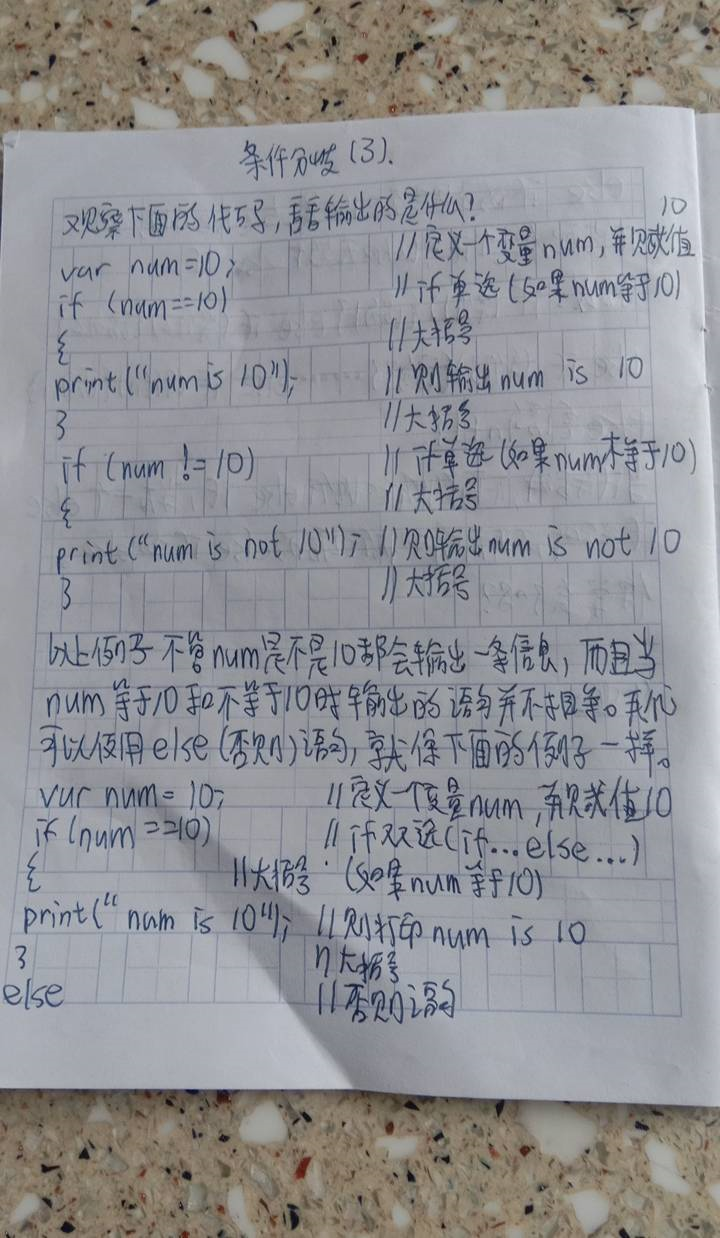 条件分歧(3).
观察下面的代码,话输出的是什么?
var num=10; //定义一个变量num,并赋值10
if (num==10) //if单选(如果num等于10)
{ //大括号
print("num is 10"); //则输出num is 10
} //大括号
if (num != 10) //if单选(如果num不等于10)
{ //大括号
print("num is not 10"); //则输出num is not 10
} //大括号
以上例子不管num是不是10都会输出一条信息,而且当
num等于10和不等于10时输出的语句并不相等。我们
可以使用else(否则)语句,就像下面的例子一样。
var num= 10; //定义一个变量num,并赋值10
if(num==10) //if双选(if...else...)
{ //大括号·(如果num等于10)
print("num is 10"); //则打印num is 10
} //大括号
else //否则语句